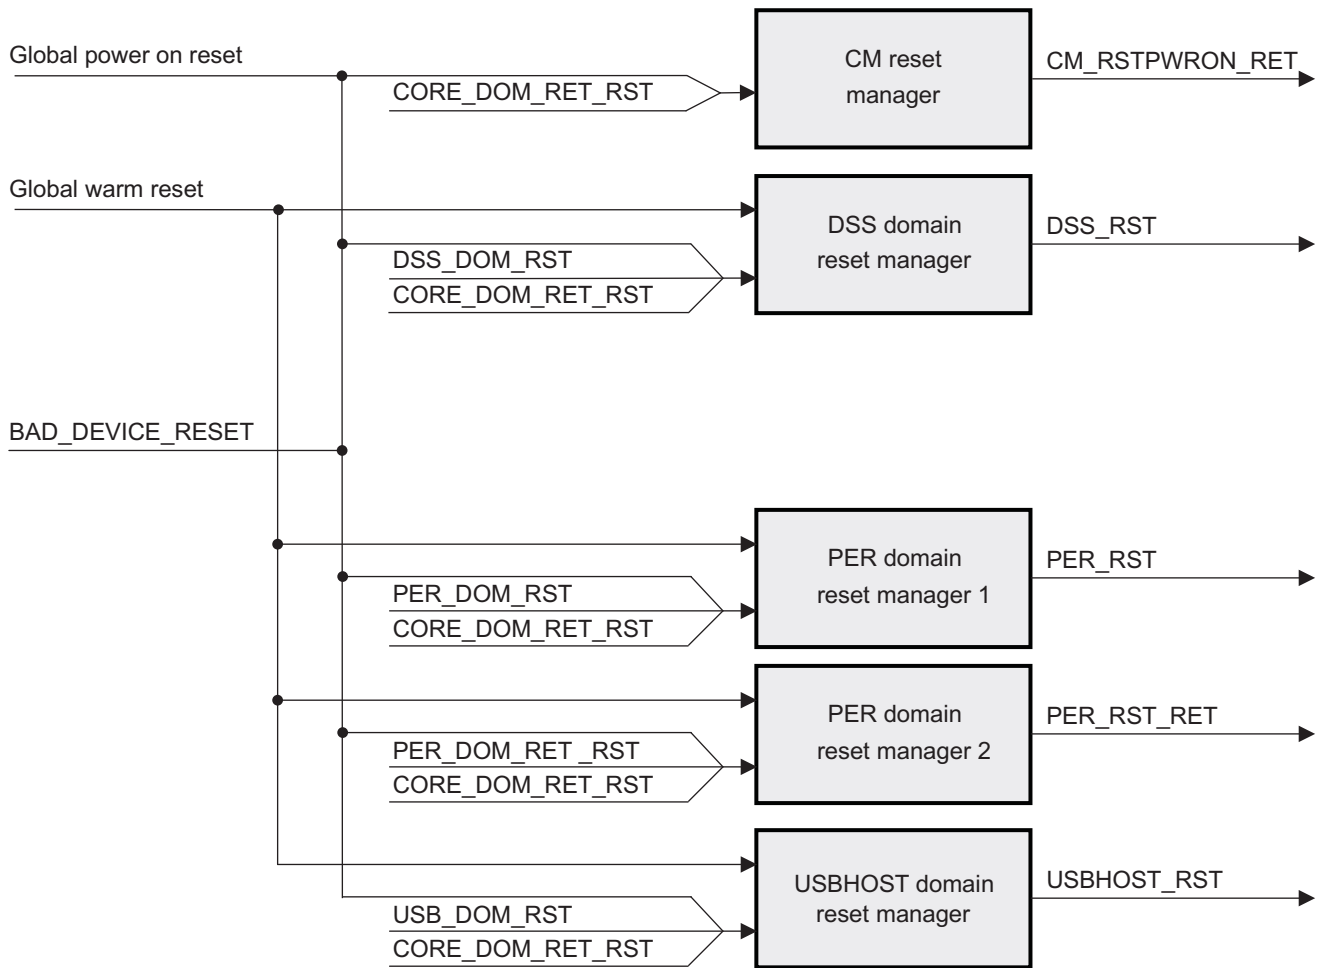 Global power on reset
CORE_DOM_RET_RST
CM reset
manager
CM_RSTPWRON_RET
Global warm reset
DSS_DOM_RST
CORE_DOM_RET_RST
DSS domain
reset manager
DSS_RST
BAD_DEVICE_RESET
PER_DOM_RST
CORE_DOM_RET_RST
PER domain
reset manager 1
PER_RST
PER_DOM_RET _RST
CORE_DOM_RET_RST
PER domain
reset manager 2
PER_RST_RET
USB_DOM_RST
CORE_DOM_RET_RST
USBHOST domain
reset manager
USBHOST_RST